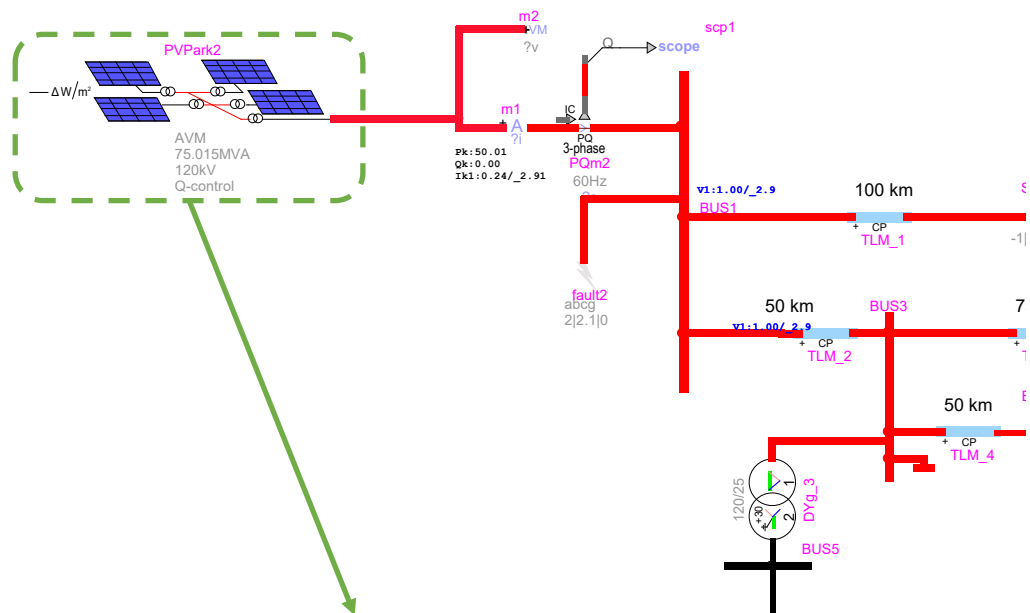 PVPark2
ΔW/m²
AVM
75.015MVA
120kV
Q-control
m2
+VM
?v
m1
+
A
?i
Pk:50.01
Qk:0.00
Ik1:0.24/_2.91
Q
scope
IC
PQ
3-phase
PQm2
60Hz
scp1
V1:1.00/_2.9
BUS1
100 km
+
CP
TLM_1
S
-1|
fault2
abcg
2|2.1|0
50 km
V1:1.00/_2.9
+
CP
TLM_2
BUS3
7
+
T
E
50 km
+
CP
TLM_4
120/25
1
2
+30
DYg_3
BUS5